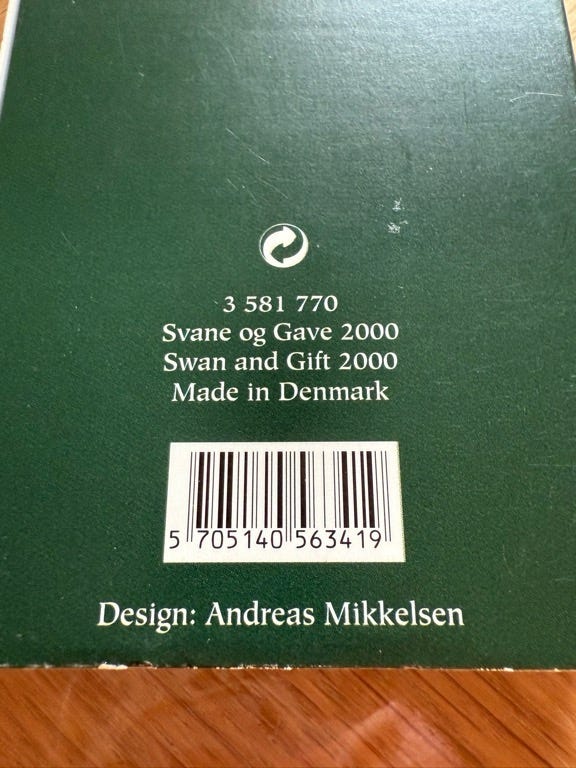 3 581 770
Svane og Gave 2000
Swan and Gift 2000
Made in Denmark
5 705140 563419
Design: Andreas Mikkelsen